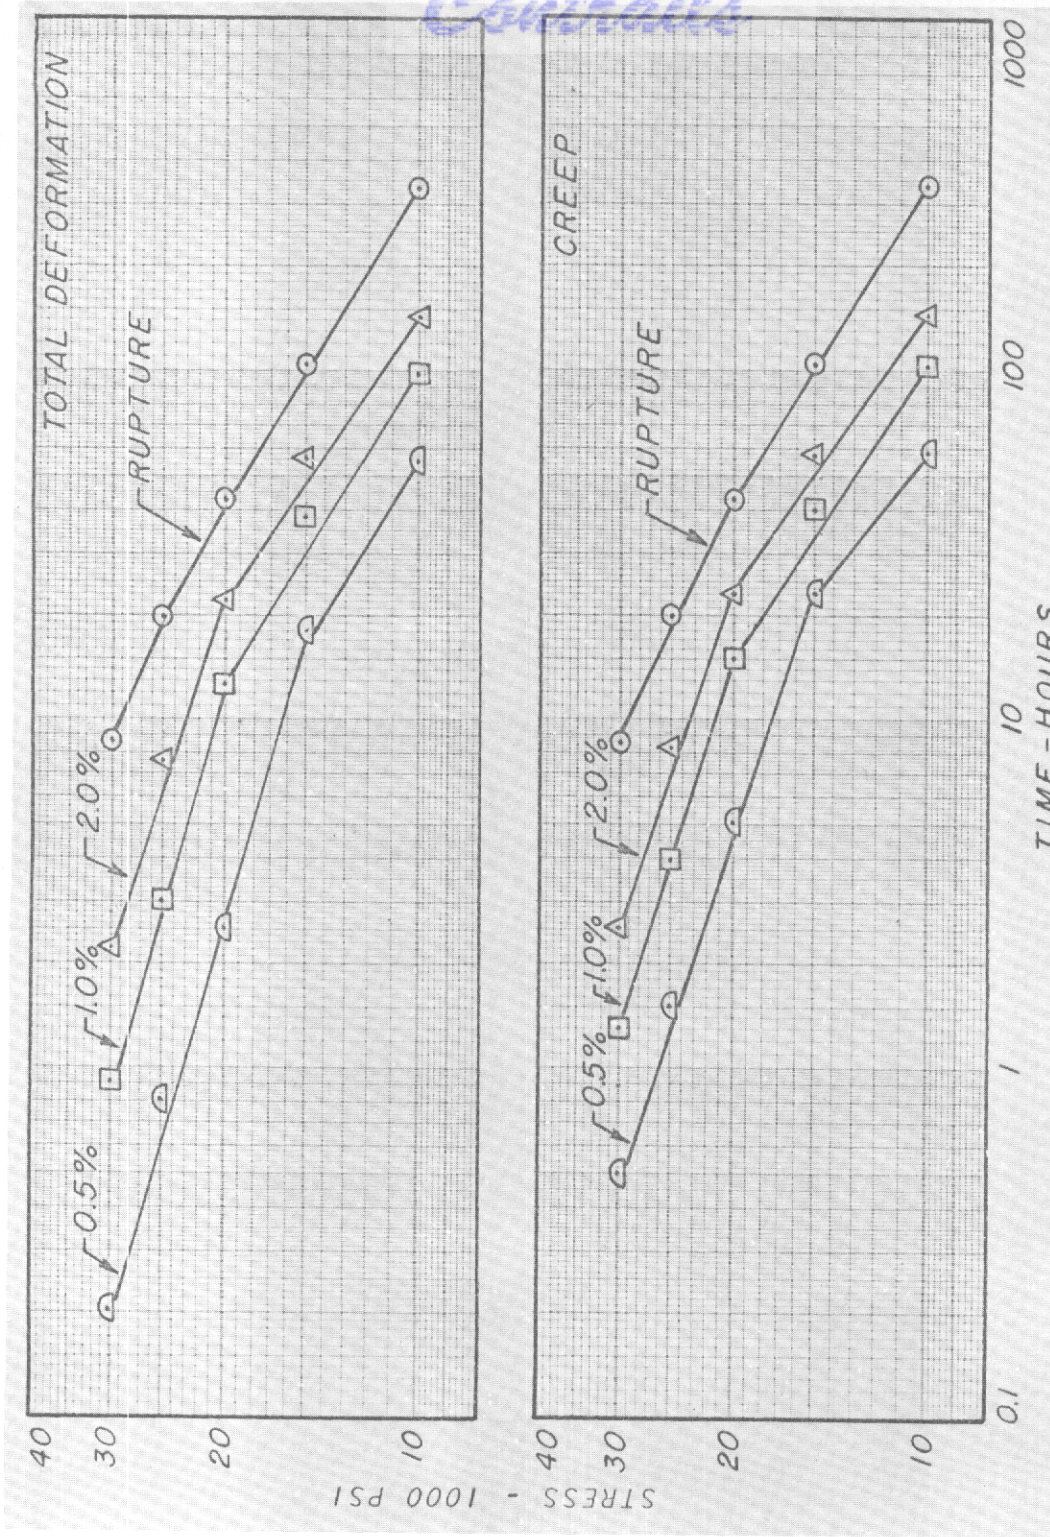 Contrails
TOTAL DEFORMATION
RUPTURE
2.0%
1.0%
0.5%
40
30
20
10
CREEP
RUPTURE
2.0%
1.0%
0.5%
40
30
20
10
STRESS - 1000 PSI
0.1
1
10
100
1000
TIME - HOURS